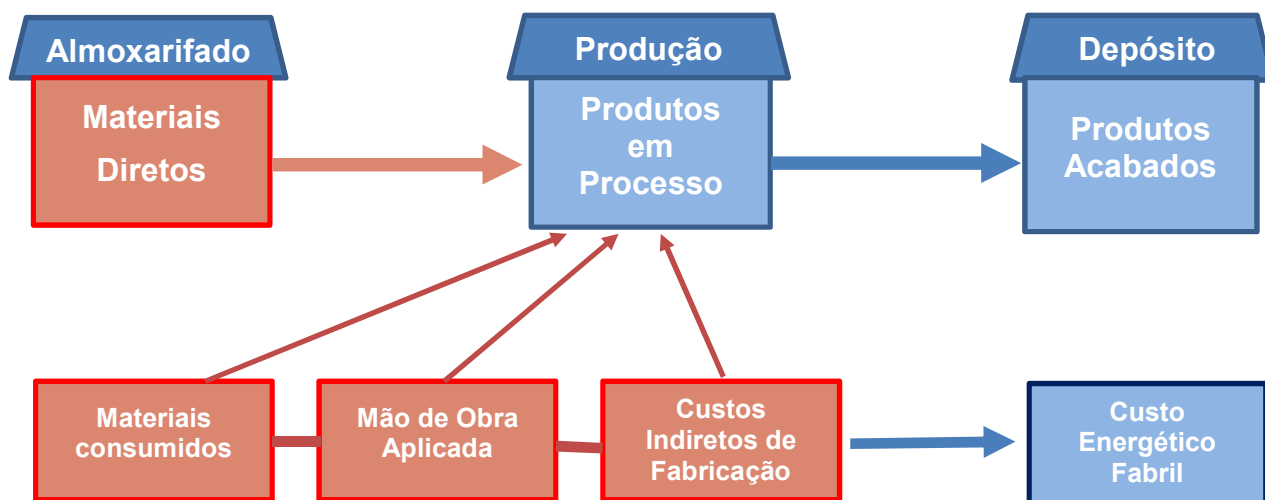 Almoxarifado
Materiais
Diretos
Produção
Produtos
em
Processo
Depósito
Produtos
Acabados
Materiais
consumidos
Mão de Obra
Aplicada
Custos
Indiretos de
Fabricação
Custo
Energético
Fabril